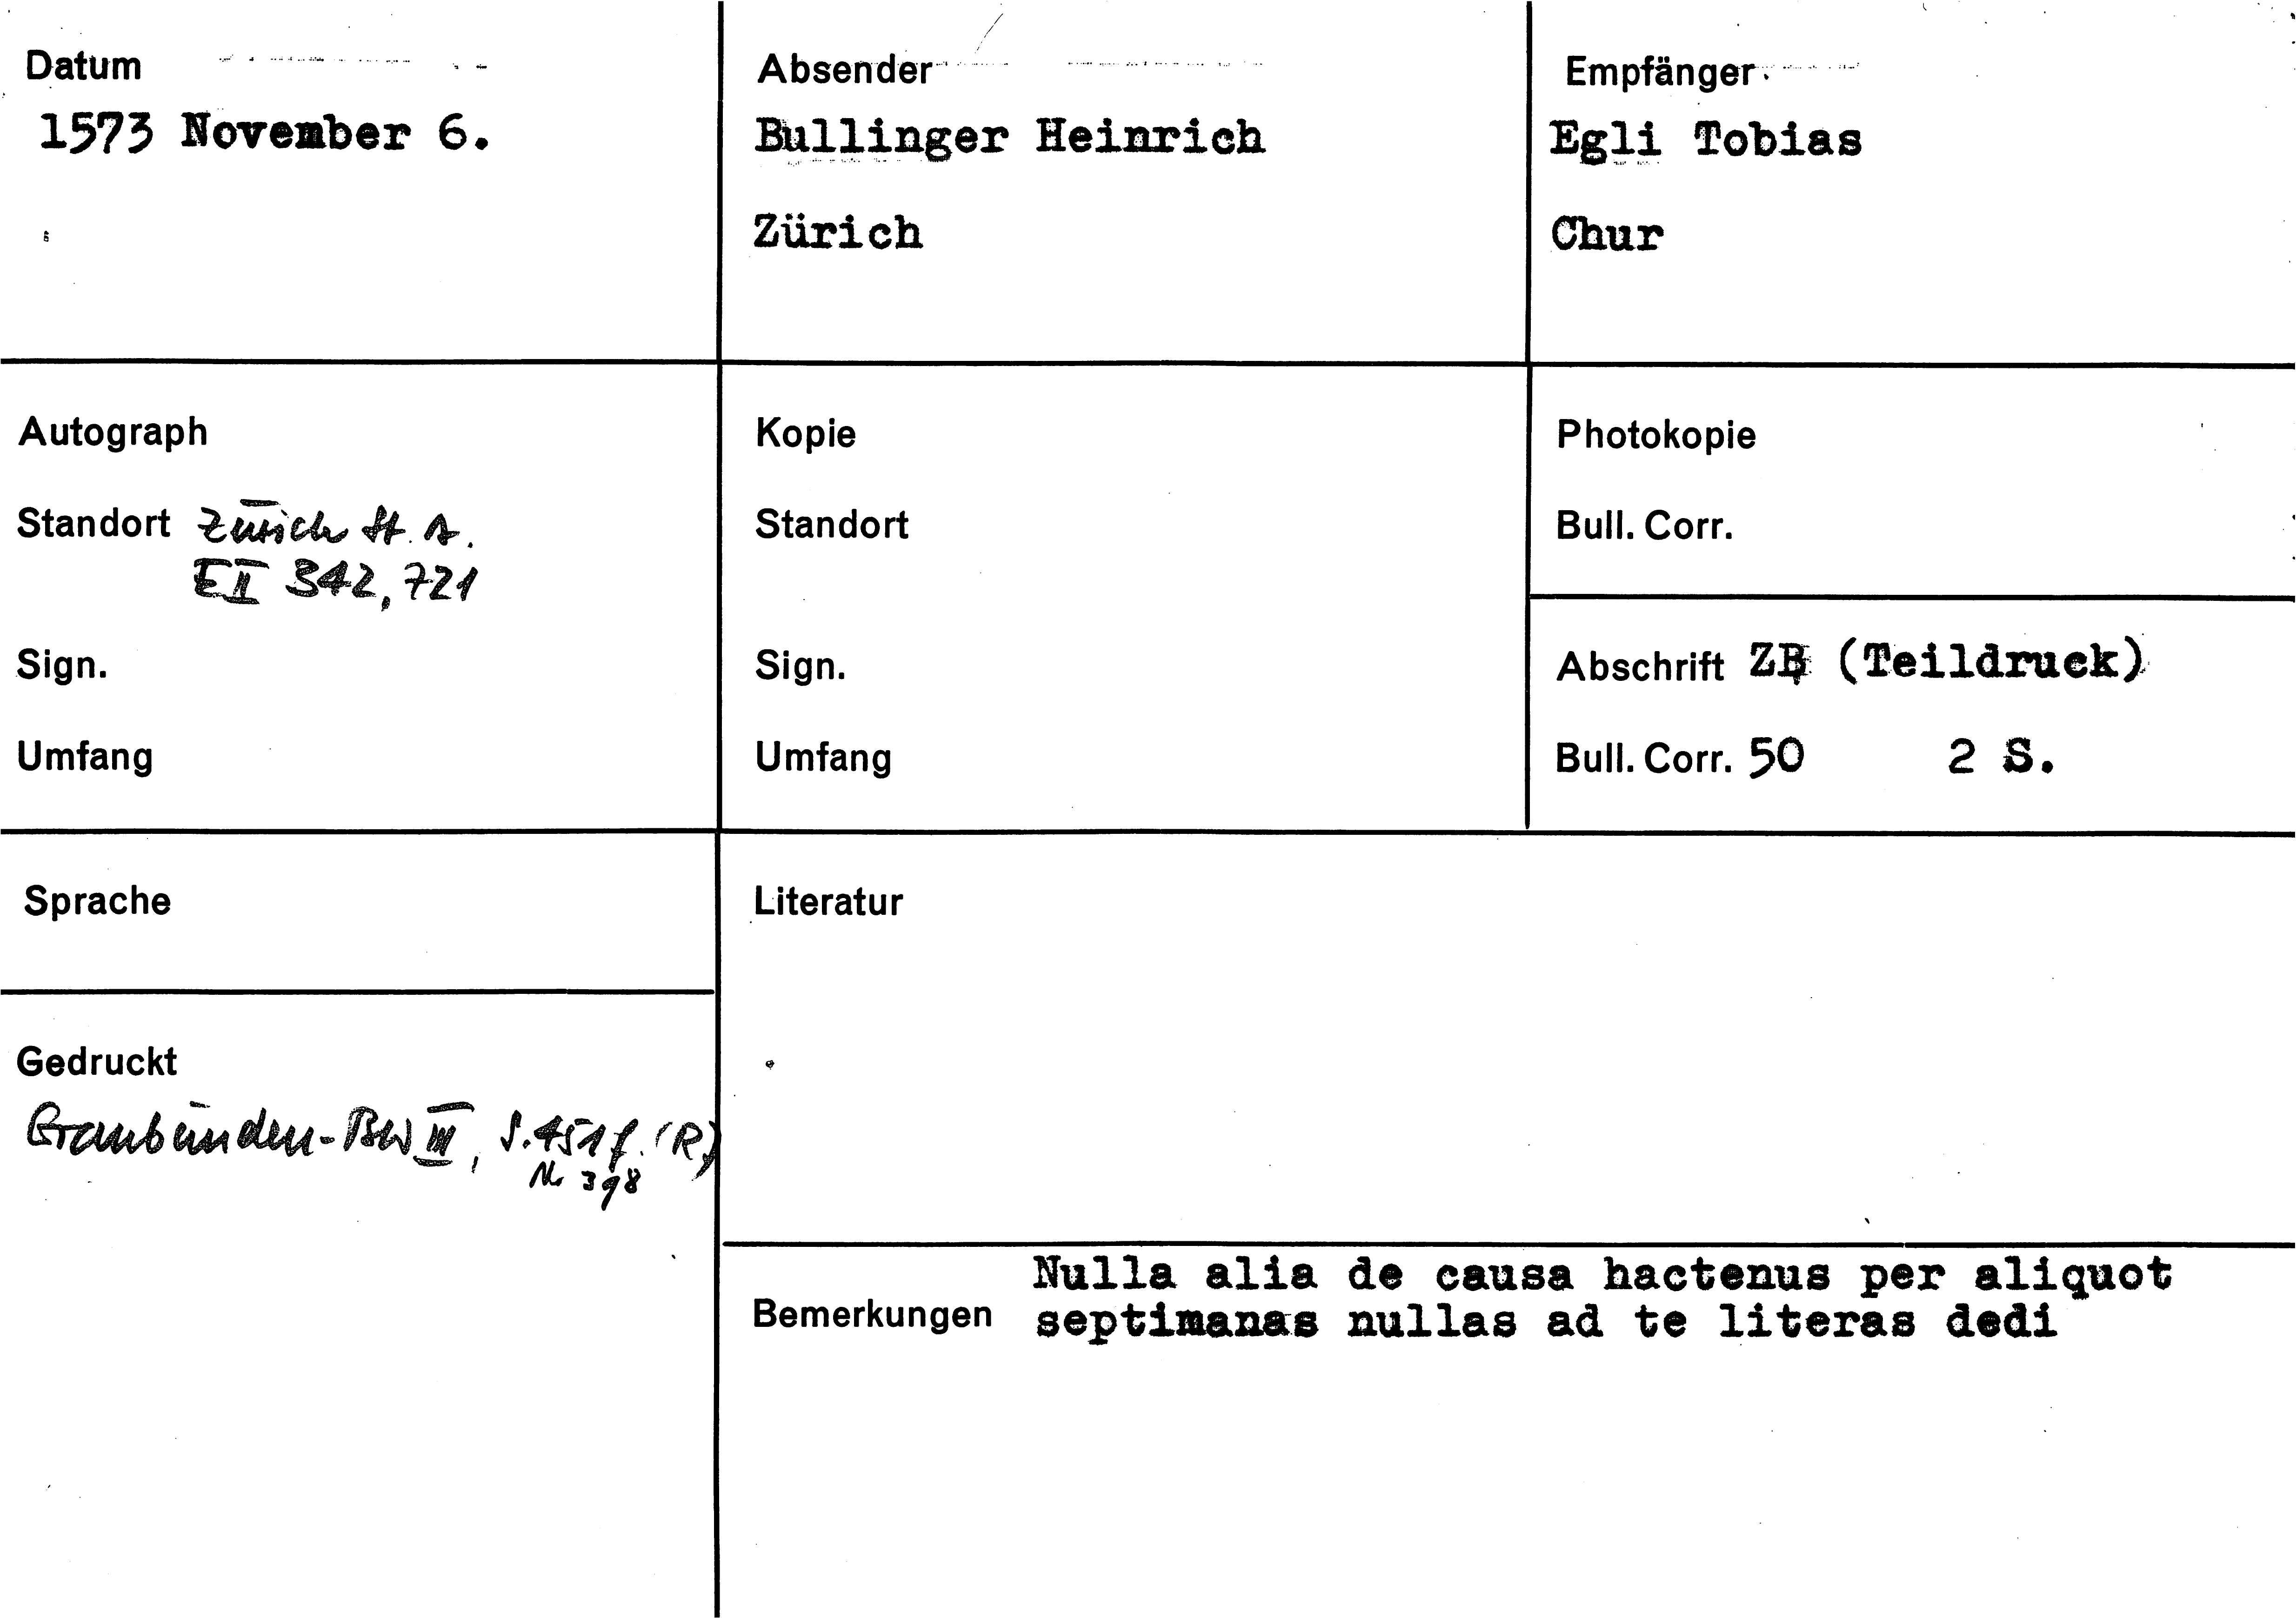 Datum
1573 November 6.
Absender
Bullinger Heinrich
Zürich
Empfänger
Egli Tobias
Chur
Autograph
Standort Zürich St. A.
E II 342, 721
Sign.
Umfang
Kopie
Standort
Sign.
Umfang
Photokopie
Bull. Corr.
Abschrift ZB (Teildruck)
Bull. Corr. 50 2 S.
Sprache
Gedruckt
Graubünden-BW III, S. 451 f. (R)
Nr 398
Literatur
Bemerkungen
Nulla alia de causa hactenus per aliquot
septimanas nullas ad te literas dedi